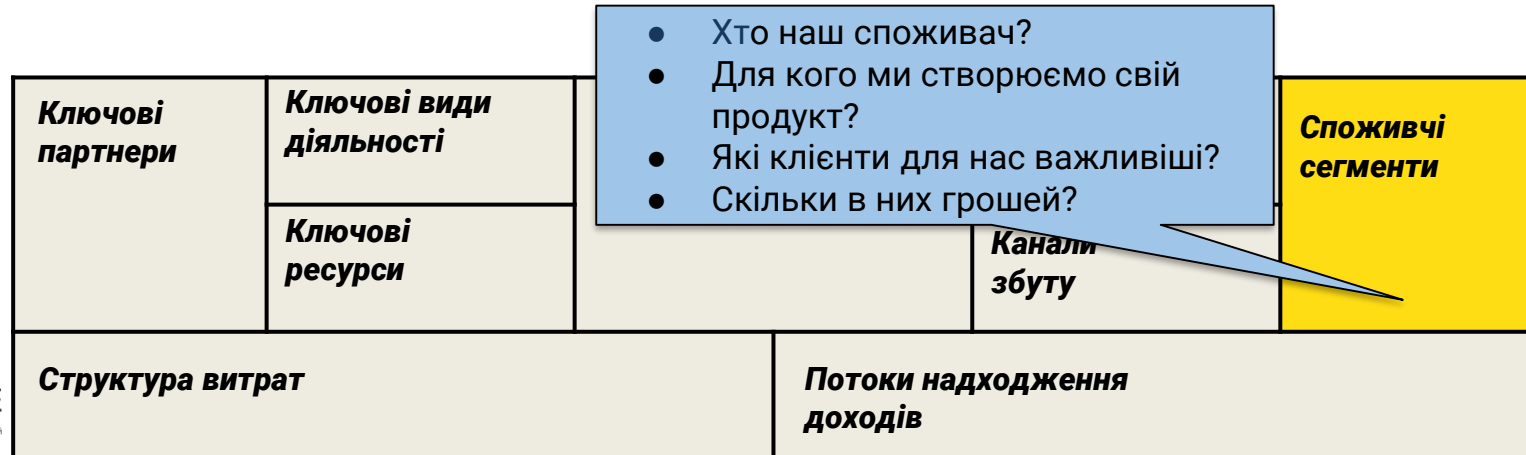 ● Хто наш споживач?
● Для кого ми створюємо свій
продукт?
● Які клієнти для нас важливіші?
● Скільки в них грошей?
Ключові
партнери
Ключові види
діяльності
Ключові
ресурси
Канали
збуту
Споживчі
сегменти
Структура витрат
Потоки надходження
доходів